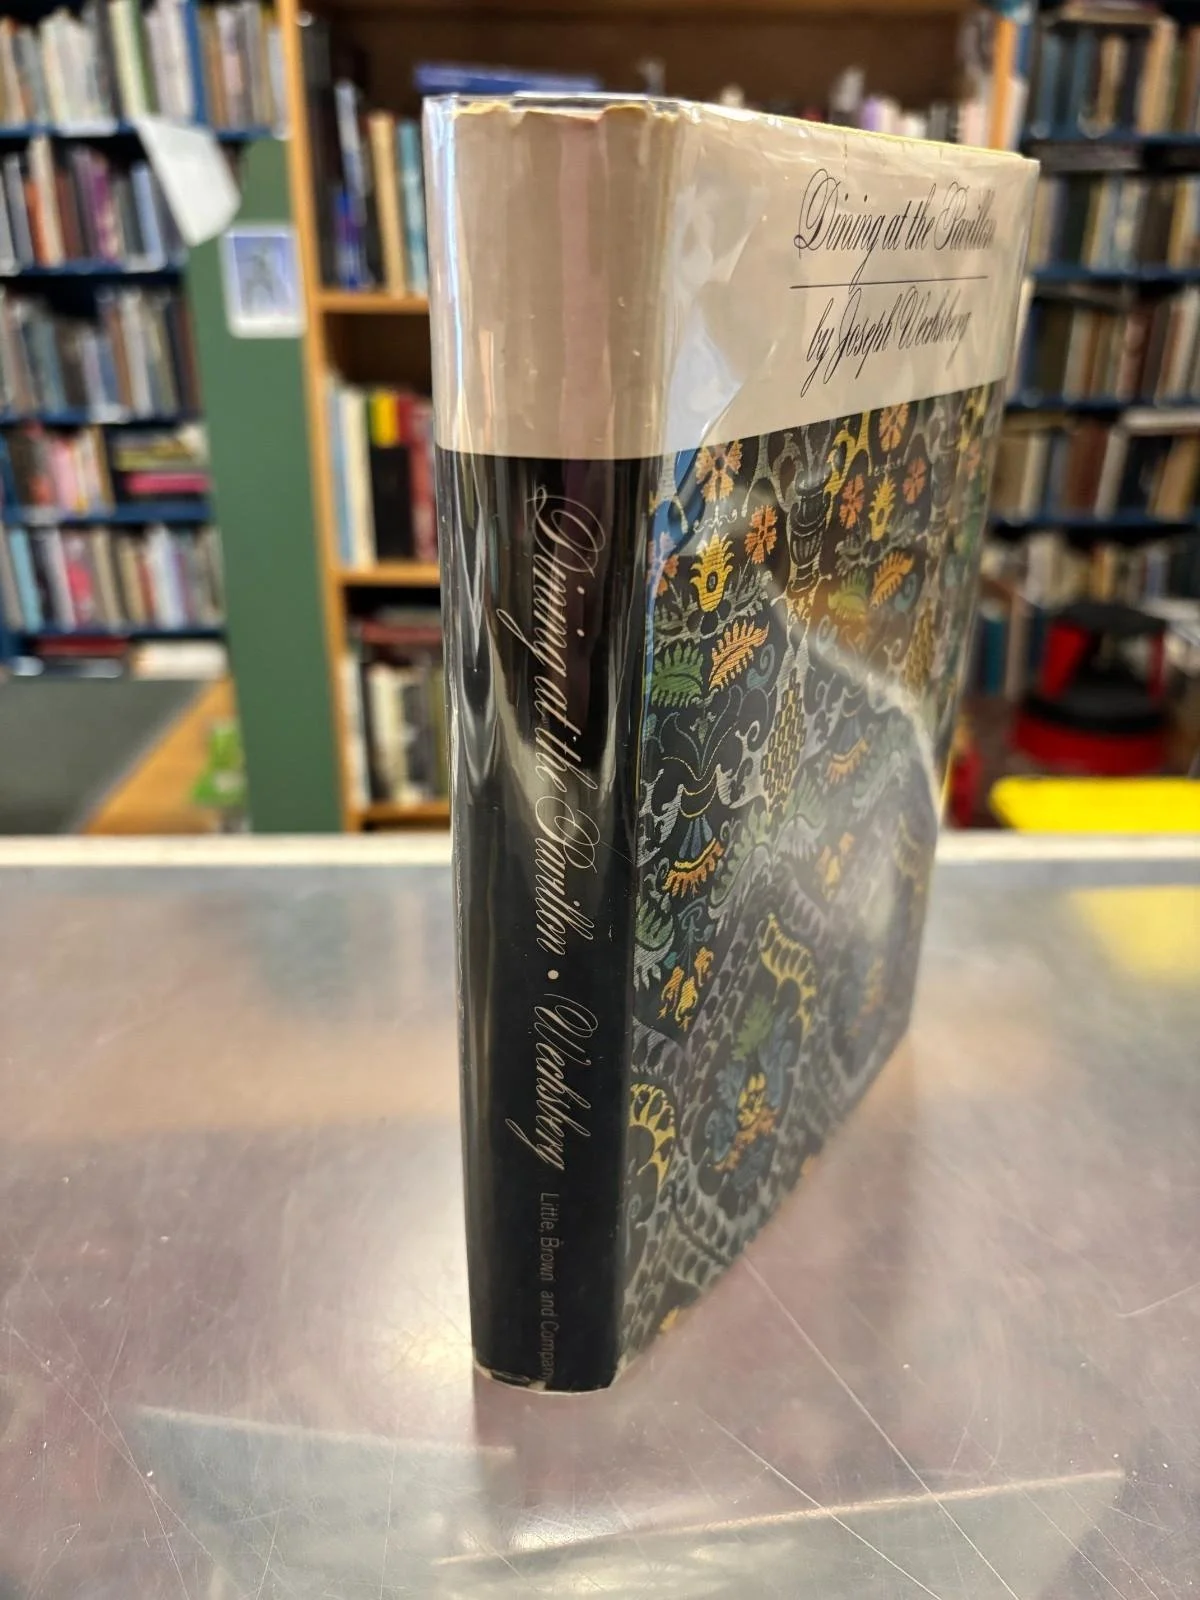 Dining at the Pavillon
by Joseph Wechsberg
Dining at the Pavillon • Wechsberg
Little, Brown and Company